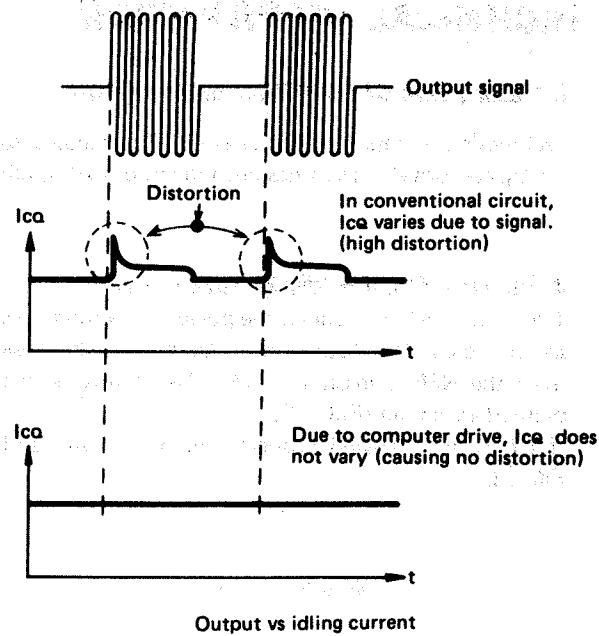 Output signal
Distortion
In conventional circuit,
IcQ varies due to signal.
(high distortion)
IcQ
t
Due to computer drive, IcQ does
not vary (causing no distortion)
IcQ
t
Output vs idling current